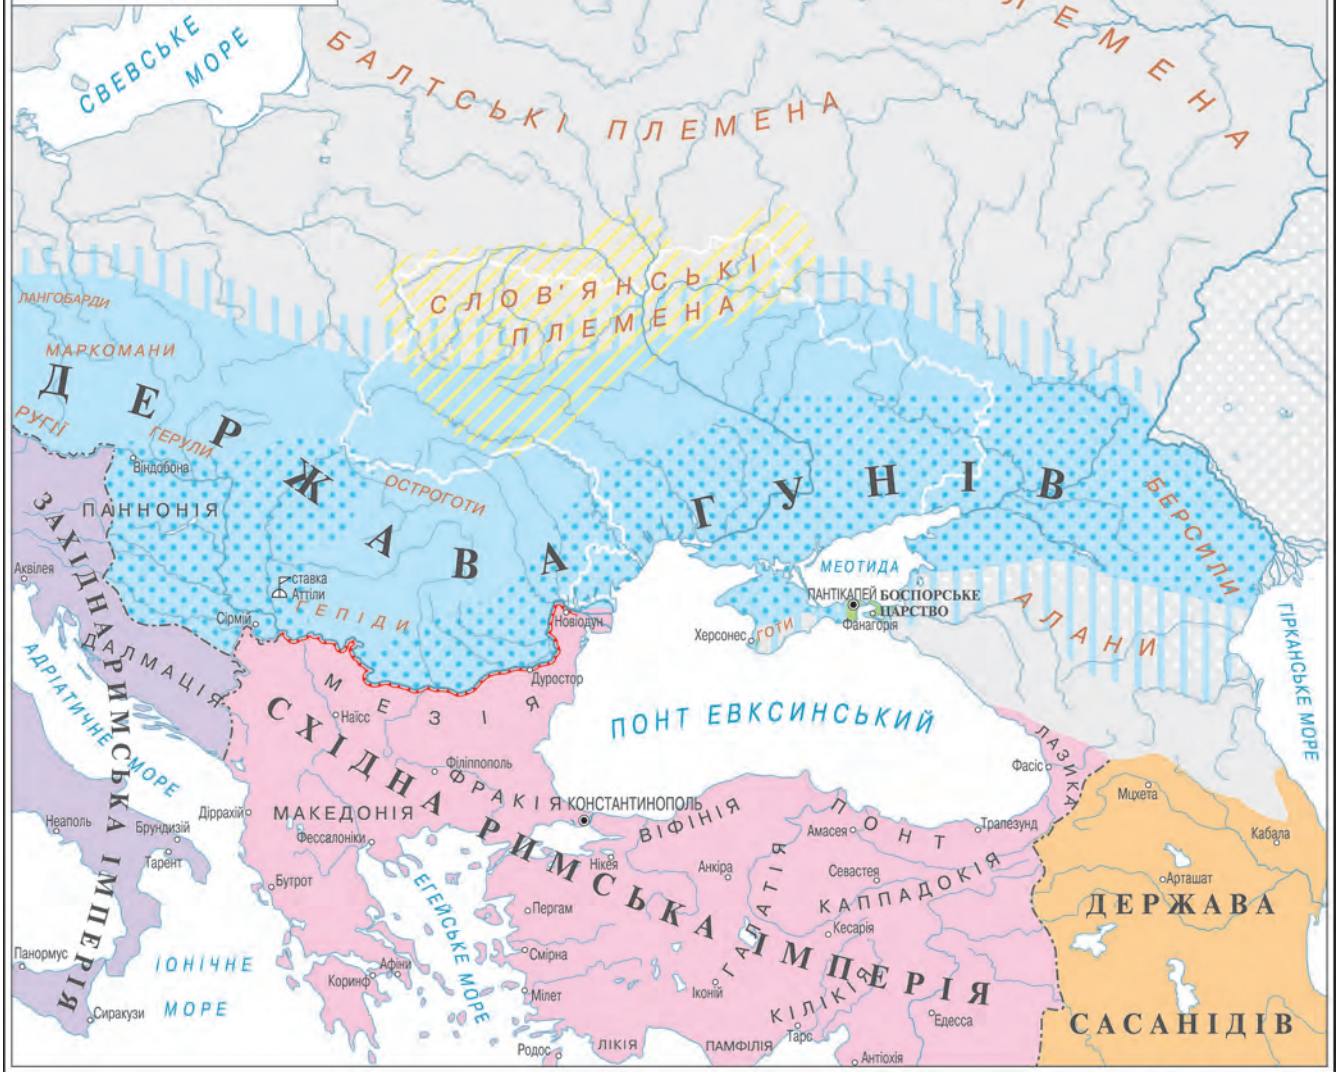 СВЕВСЬКЕ
МОРЕ
БАЛТСЬКІ ПЛЕМЕНА
ЛЕМЕНА
СЛОВ'ЯНСЬКІ
ПЛЕМЕНА
ЛАНГОБАРДИ
МАРКОМАНИ
ДЕРЖАВА ГУНІВ
РУГІЇ
ГЕРУЛИ
Віндобона
ОСТРОГОТИ
ПАННОНІЯ
БЕРСИЛИ
ЗАХІДНА РИМСЬКА ІМПЕРІЯ
Аквілея
ставка
Аттіли
ГЕПІДИ
Сірмій
Новіодун
МЕОТИДА
ПАНТІКАПЕЙ
БОСПОРСЬКЕ
ЦАРСТВО
Фанагорія
Херсонес
ГОТИ
АЛАНИ
ГІРКАНСЬКЕ МОРЕ
ДАЛМАЦІЯ
АДРІАТИЧНЕ МОРЕ
Дуростор
МЕЗІЯ
Наїсс
СХІДНА РИМСЬКА ІМПЕРІЯ
ПОНТ ЕВКСИНСЬКИЙ
Філіппополь
ФРАКІЯ
КОНСТАНТИНОПОЛЬ
ЛАЗИКА
Фасіс
Мцхета
Кабала
Неаполь
Брундизій
Діррахій
МАКЕДОНІЯ
Фессалоніки
ВІФІНІЯ
ПОНТ
Амасея
Трапезунд
Тарент
Нікея
Анкіра
ГАЛАТІЯ
Севастея
КАППАДОКІЯ
Арташат
Бутрот
ЕГЕЙСЬКЕ МОРЕ
Пергам
Кесарія
ДЕРЖАВА
САСАНІДІВ
Панормус
ІОНІЧНЕ
МОРЕ
Афіни
Коринф
Смірна
Мілет
Іконій
КІЛІКІЯ
Едесса
Сиракузи
Родос
ЛІКІЯ
ПАМФІЛІЯ
Тарс
Антіохія